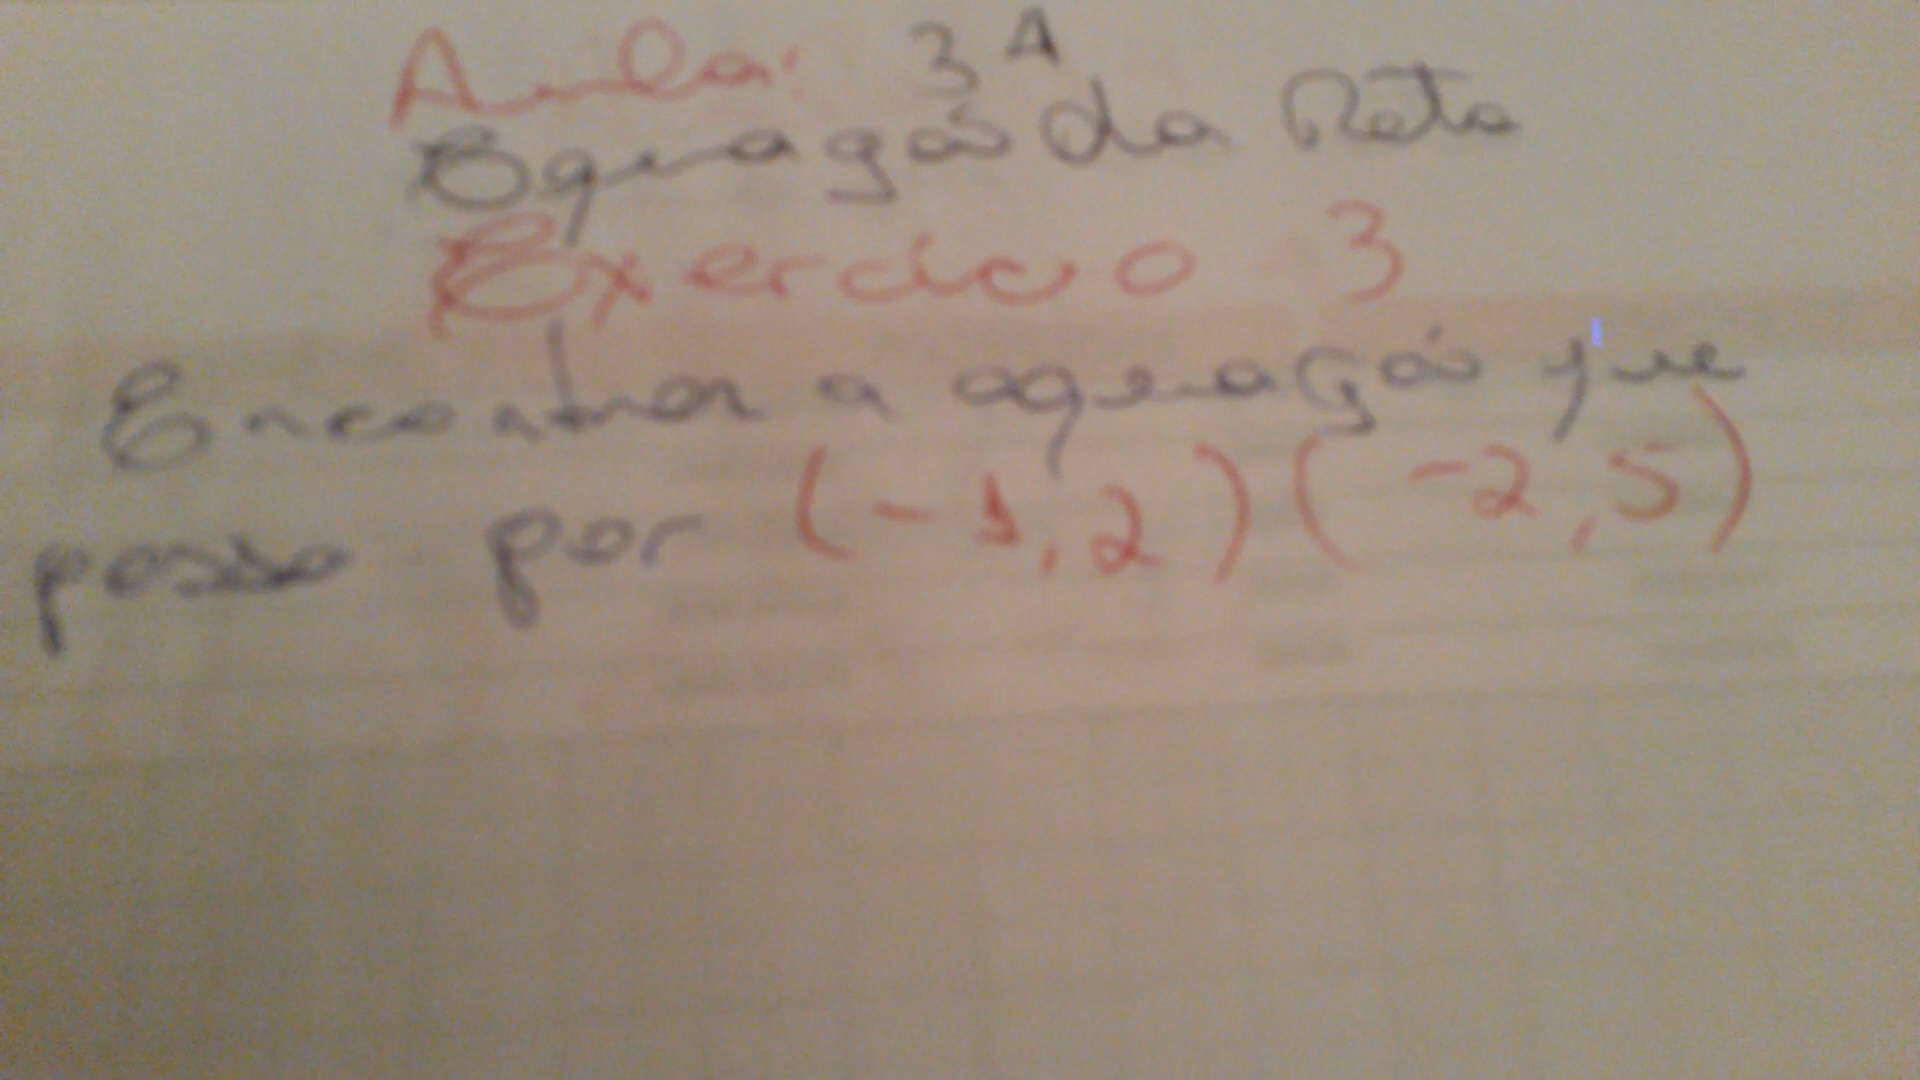 Aula: 3A
Equação da Reta
Exercício 3
Encontrar a equação que
passa por (-1,2) (-2,5)